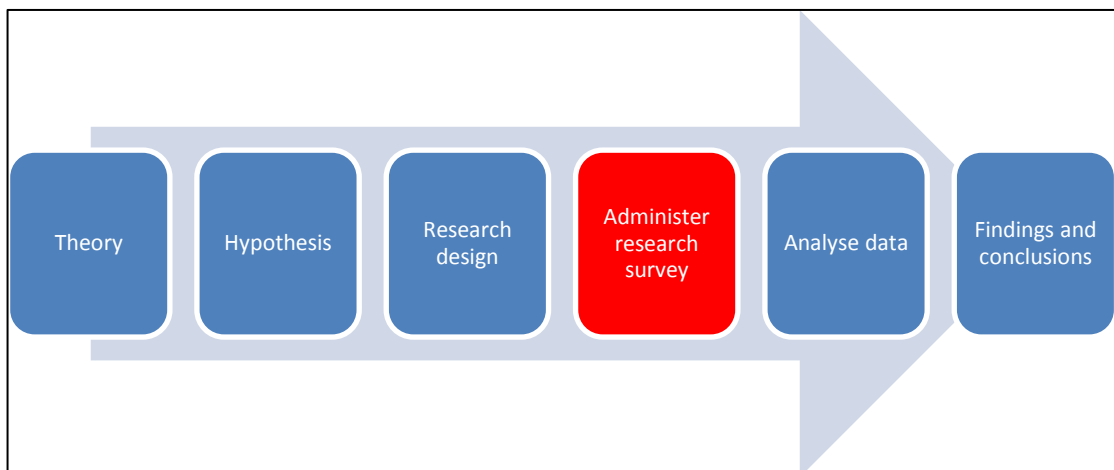 Theory
Hypothesis
Research
design
Administer
research
survey
Analyse data
Findings and
conclusions